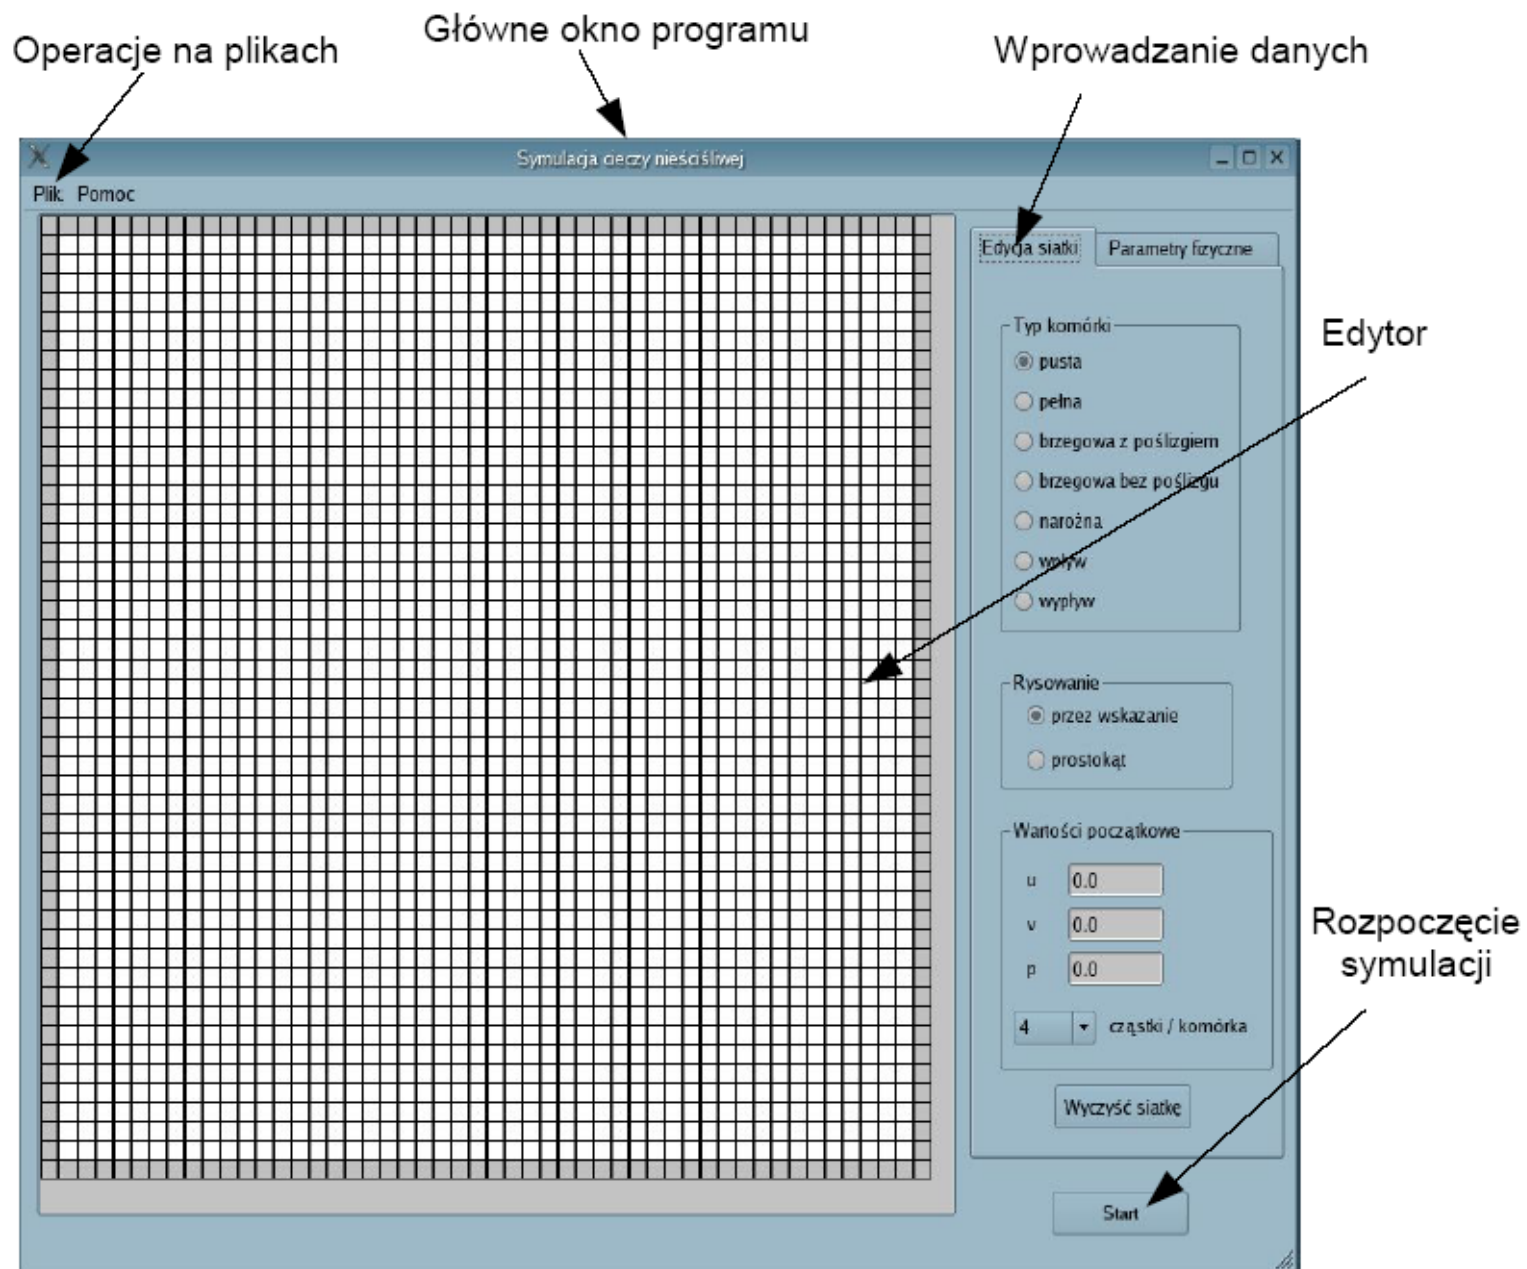 Operacje na plikach
Główne okno programu
Wprowadzanie danych
Symulacja cieczy nieściśliwej
Plik Pomoc
Edycja siatki
Parametry fizyczne
Typ komórki
pusta
pełna
brzegowa z poślizgiem
brzegowa bez poślizgu
narożna
wpływ
wypływ
Edytor
Rysowanie
przez wskazanie
prostokąt
Wartości początkowe
u 0.0
v 0.0
p 0.0
4 cząstki / komórka
Wyczyść siatkę
Rozpoczęcie
symulacji
Start